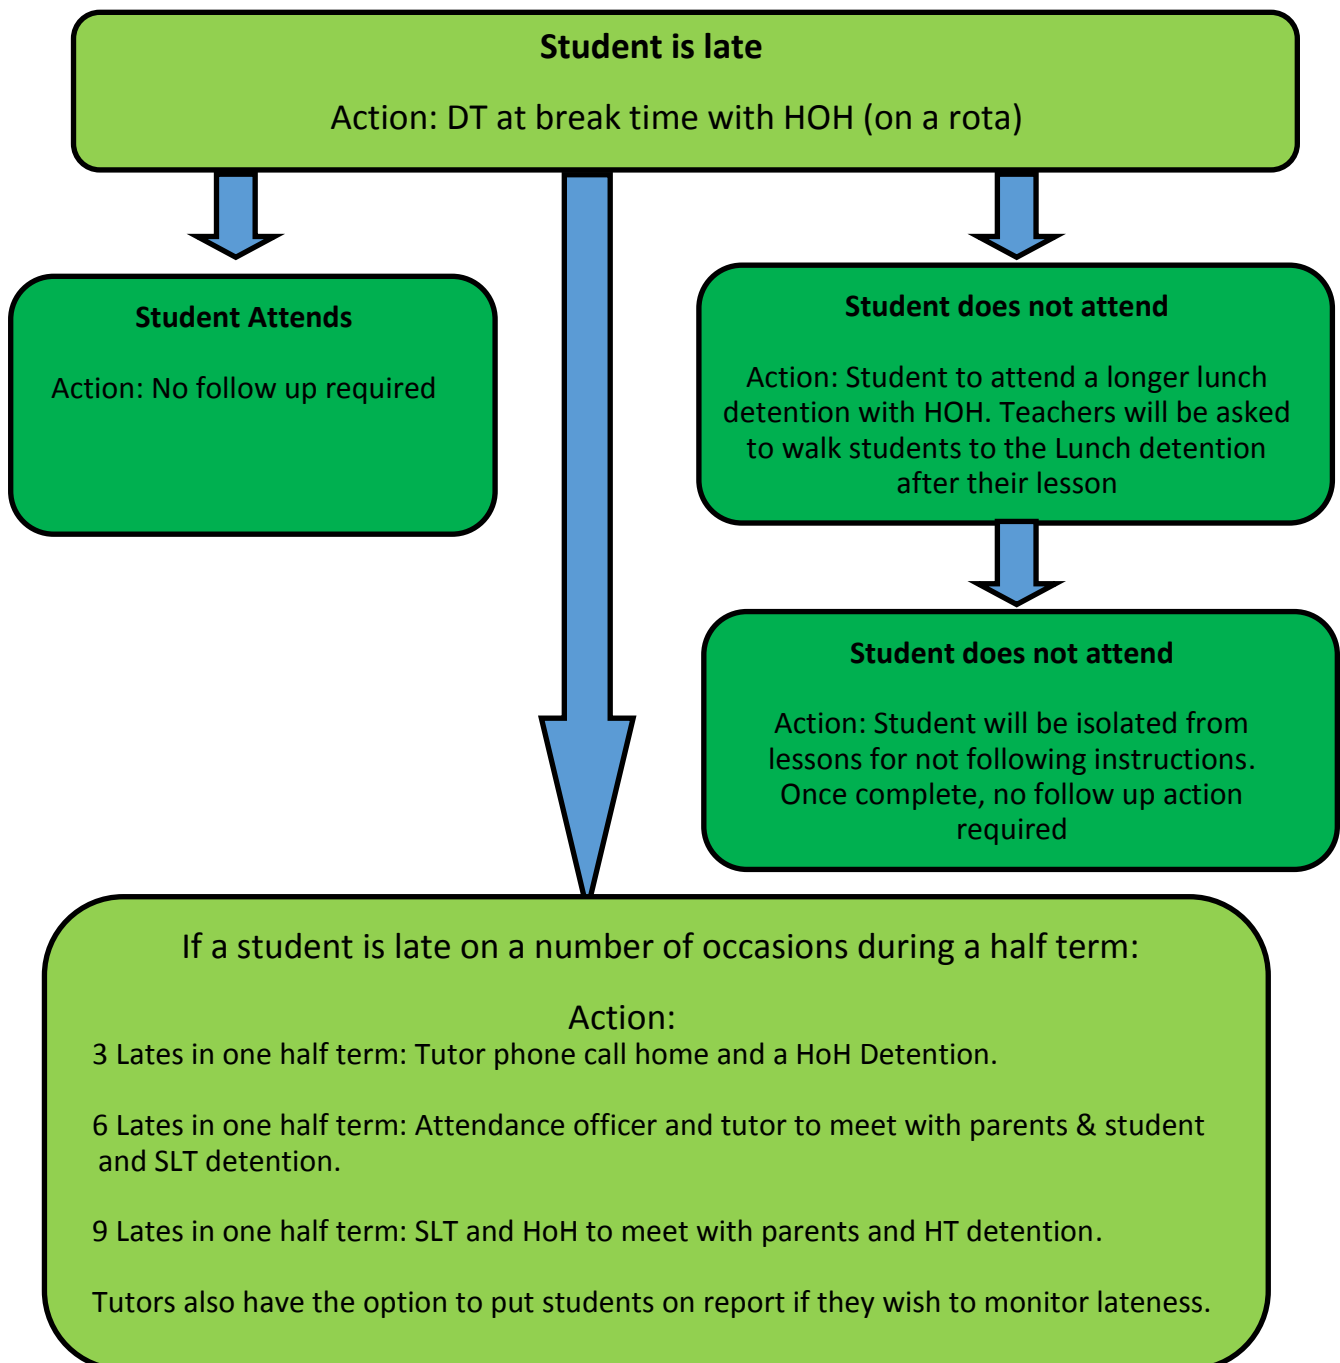 Student is late
Action: DT at break time with HOH (on a rota)
Student Attends
Action: No follow up required
Student does not attend
Action: Student to attend a longer lunch
detention with HOH. Teachers will be asked
to walk students to the Lunch detention
after their lesson
Student does not attend
Action: Student will be isolated from
lessons for not following instructions.
Once complete, no follow up action
required
If a student is late on a number of occasions during a half term:
Action:
3 Lates in one half term: Tutor phone call home and a HoH Detention.
6 Lates in one half term: Attendance officer and tutor to meet with parents & student
and SLT detention.
9 Lates in one half term: SLT and HoH to meet with parents and HT detention.
Tutors also have the option to put students on report if they wish to monitor lateness.